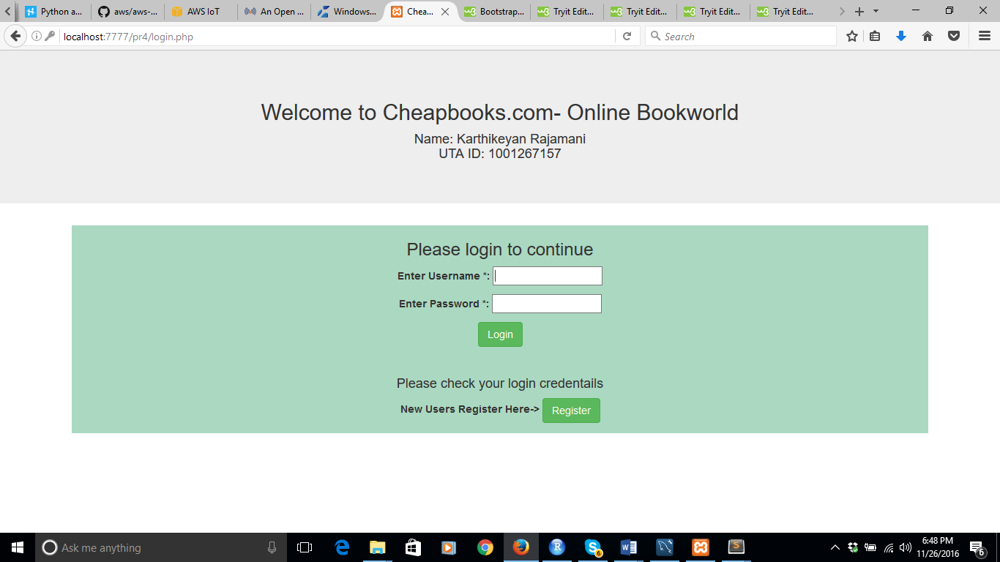 Python a...
aws/aws-...
AWS IoT
An Open ...
Windows...
Chea...
Bootstrap...
Tryit Edit...
Tryit Edit...
Tryit Edit...
Tryit Edit...
localhost:7777/pr4/login.php
Search
Welcome to Cheapbooks.com- Online Bookworld
Name: Karthikeyan Rajamani
UTA ID: 1001267157
Please login to continue
Enter Username *:
Enter Password *:
Login
Please check your login credentails
New Users Register Here->
Register
Ask me anything
6
6:48 PM
11/26/2016
6